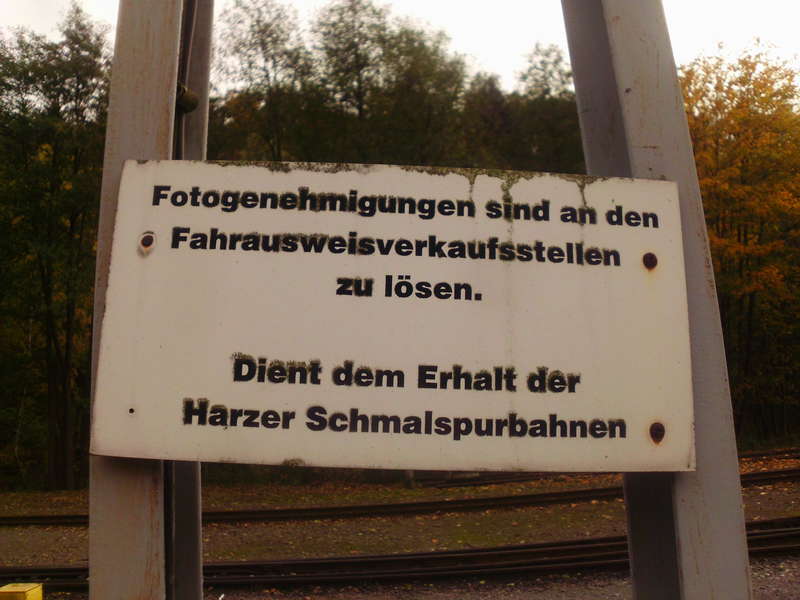 Fotogenehmigungen sind an den
Fahrausweisverkaufsstellen
zu lösen.
Dient dem Erhalt der
Harzer Schmalspurbahnen